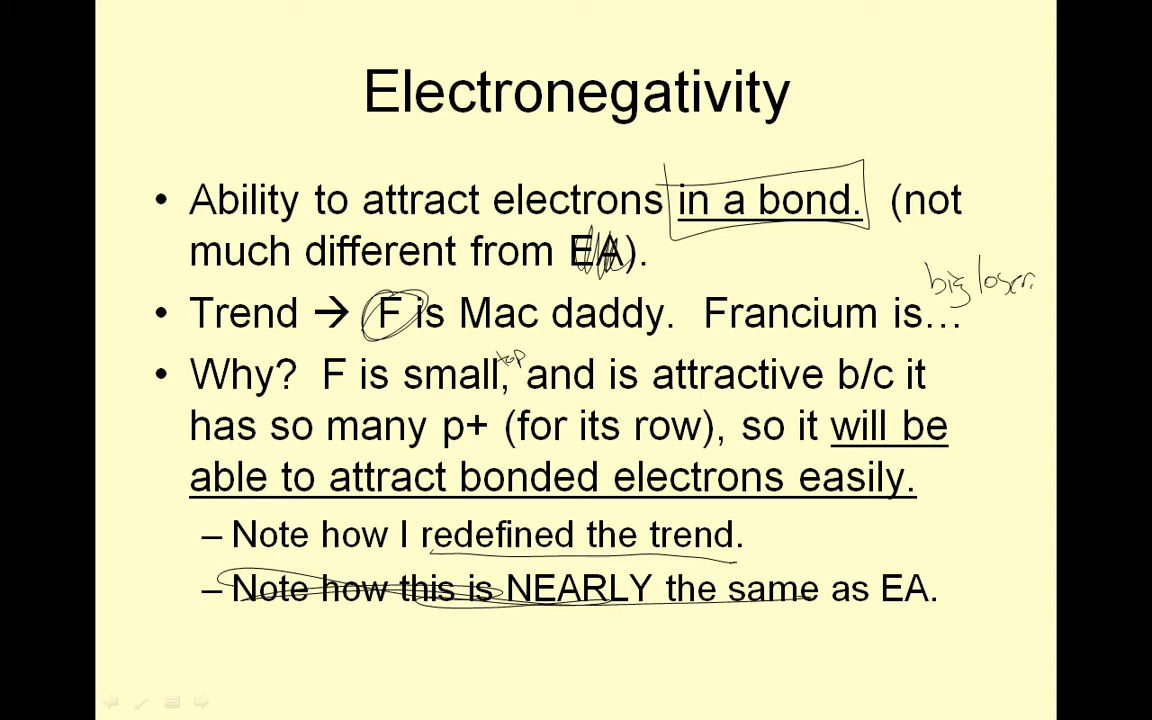 Electronegativity
• Ability to attract electrons in a bond. (not
much different from EA).
big loser
• Trend → F is Mac daddy. Francium is…
top
• Why? F is small, and is attractive b/c it
has so many p+ (for its row), so it will be
able to attract bonded electrons easily.
– Note how I redefined the trend.
– Note how this is NEARLY the same as EA.